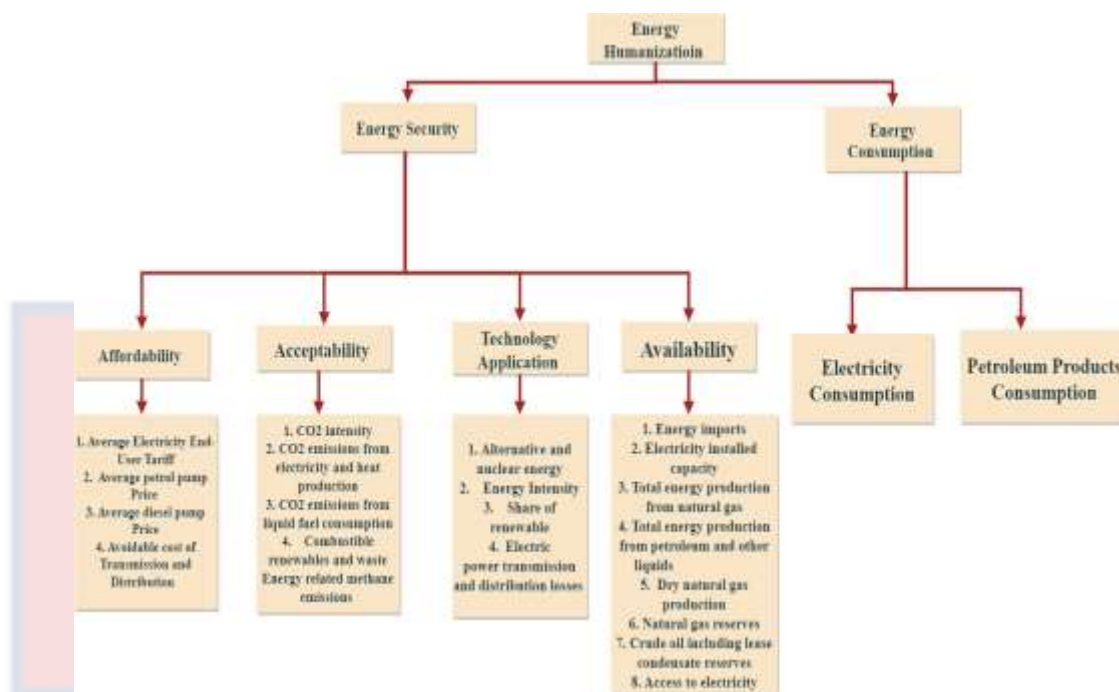 Energy
Humanizatioin
Energy Security
Energy
Consumption
Affordability
Acceptability
Technology
Application
Availability
Electricity
Consumption
Petroleum Products
Consumption
1. Average Electricity End-
User Tariff
2. Average petrol pump
Price
3. Average diesel pump
Price
4. Avoidable cost of
Transmission and
Distribution
1. CO2 intensity
2. CO2 emissions from
electricity and heat
production
3. CO2 emissions from
liquid fuel consumption
4. Combustible
renewables and waste
Energy related methane
emissions
1. Alternative and
nuclear energy
2. Energy Intensity
3. Share of
renewable
4. Electric
power transmission
and distribution losses
1. Energy imports
2. Electricity installed
capacity
3. Total energy production
from natural gas
4. Total energy production
from petroleum and other
liquids
5. Dry natural gas
production
6. Natural gas reserves
7. Crude oil including lease
condensate reserves
8. Access to electricity